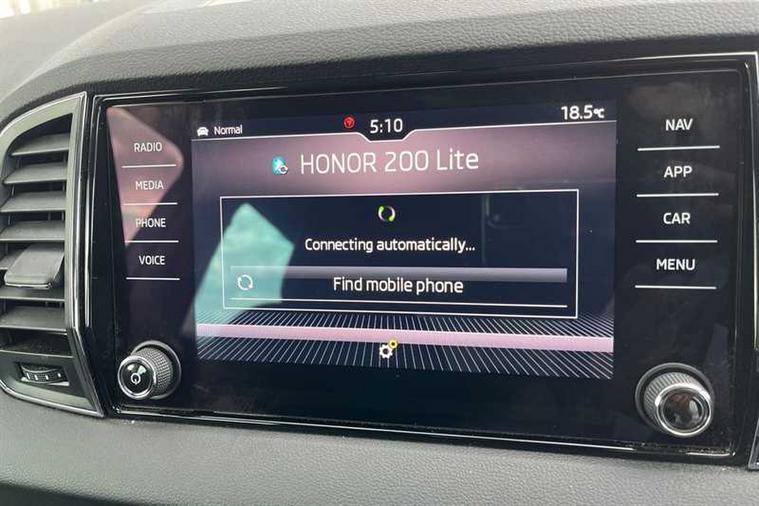 Normal
5:10
18.5°C
RADIO
MEDIA
PHONE
VOICE
HONOR 200 Lite
Connecting automatically...
Find mobile phone
NAV
APP
CAR
MENU